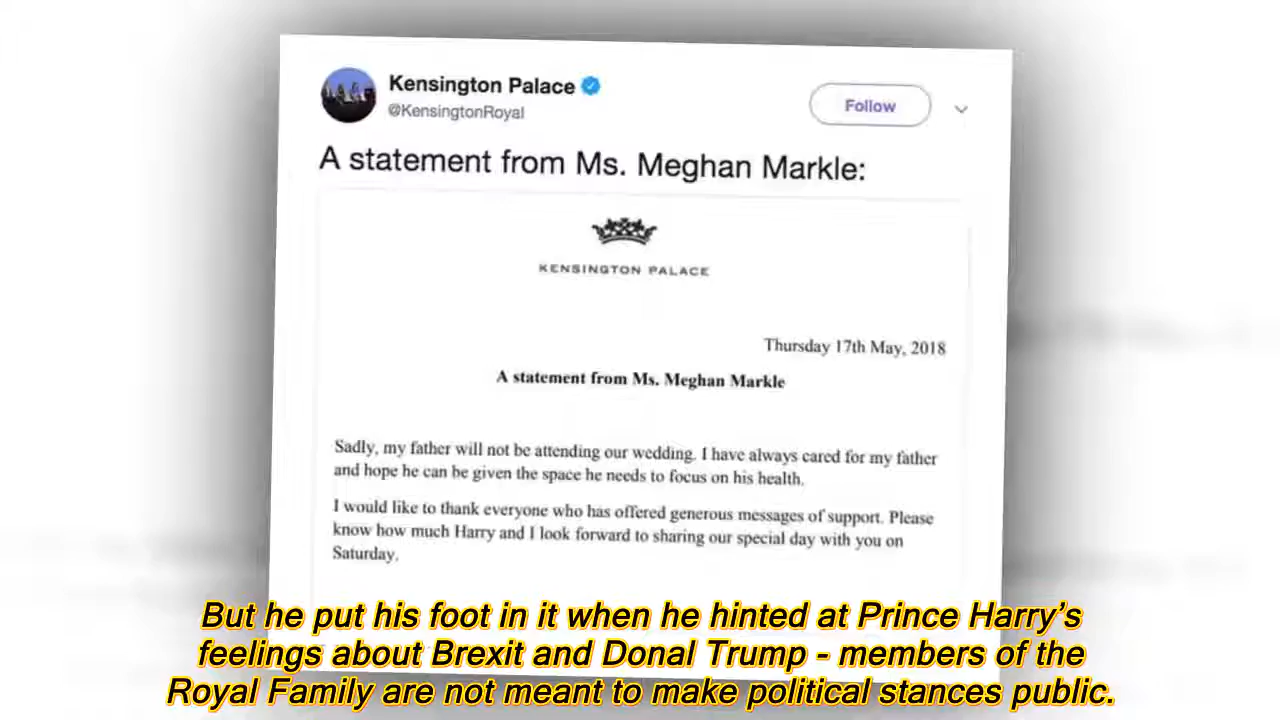 Kensington Palace
@KensingtonRoyal
Follow
A statement from Ms. Meghan Markle:
KENSINGTON PALACE
Thursday 17th May, 2018
A statement from Ms. Meghan Markle
Sadly, my father will not be attending our wedding. I have always cared for my father
and hope he can be given the space he needs to focus on his health.
I would like to thank everyone who has offered generous messages of support. Please
know how much Harry and I look forward to sharing our special day with you on
Saturday.
But he put his foot in it when he hinted at Prince Harry’s
feelings about Brexit and Donal Trump - members of the
Royal Family are not meant to make political stances public.